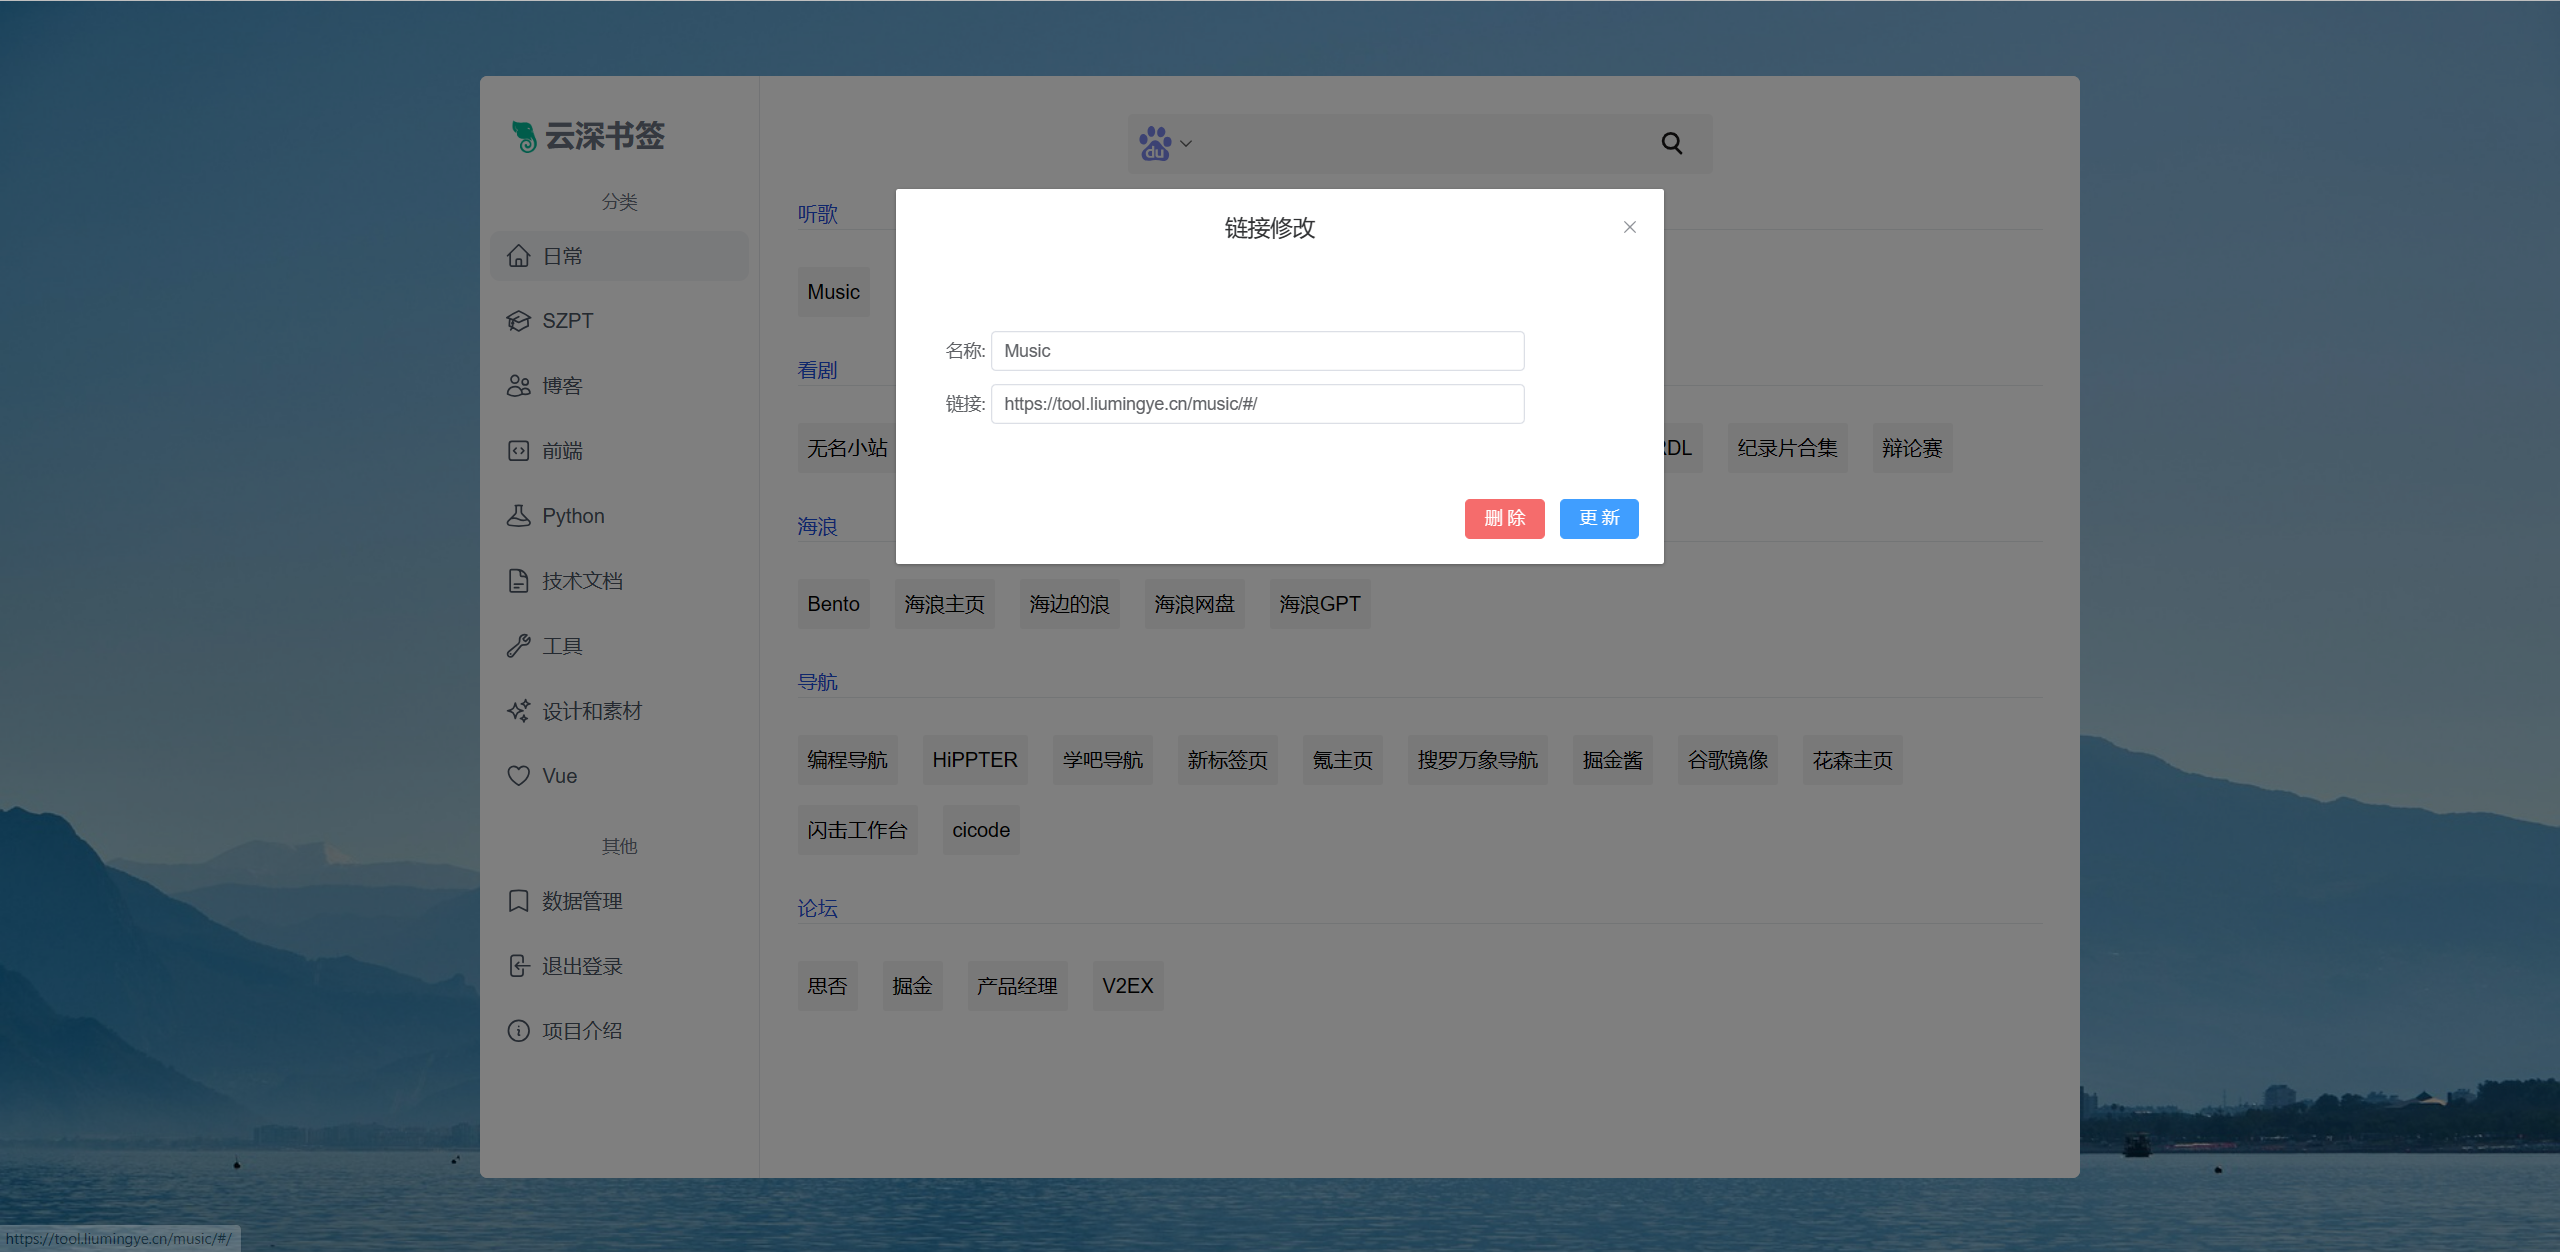 云深书签
分类
日常
SZPT
博客
前端
Python
技术文档
工具
设计和素材
Vue
其他
数据管理
退出登录
项目介绍
du
听歌
Music
看剧
无名小站
纪录片合集
辩论赛
海浪
Bento
海浪主页
海边的浪
海浪网盘
海浪GPT
导航
编程导航
HiPPTER
学吧导航
新标签页
氪主页
搜罗万象导航
掘金酱
谷歌镜像
花森主页
闪击工作台
cicode
论坛
思否
掘金
产品经理
V2EX
链接修改
名称: Music
链接: https://tool.liumingye.cn/music/#/
删 除
更 新
https://tool.liumingye.cn/music/#/